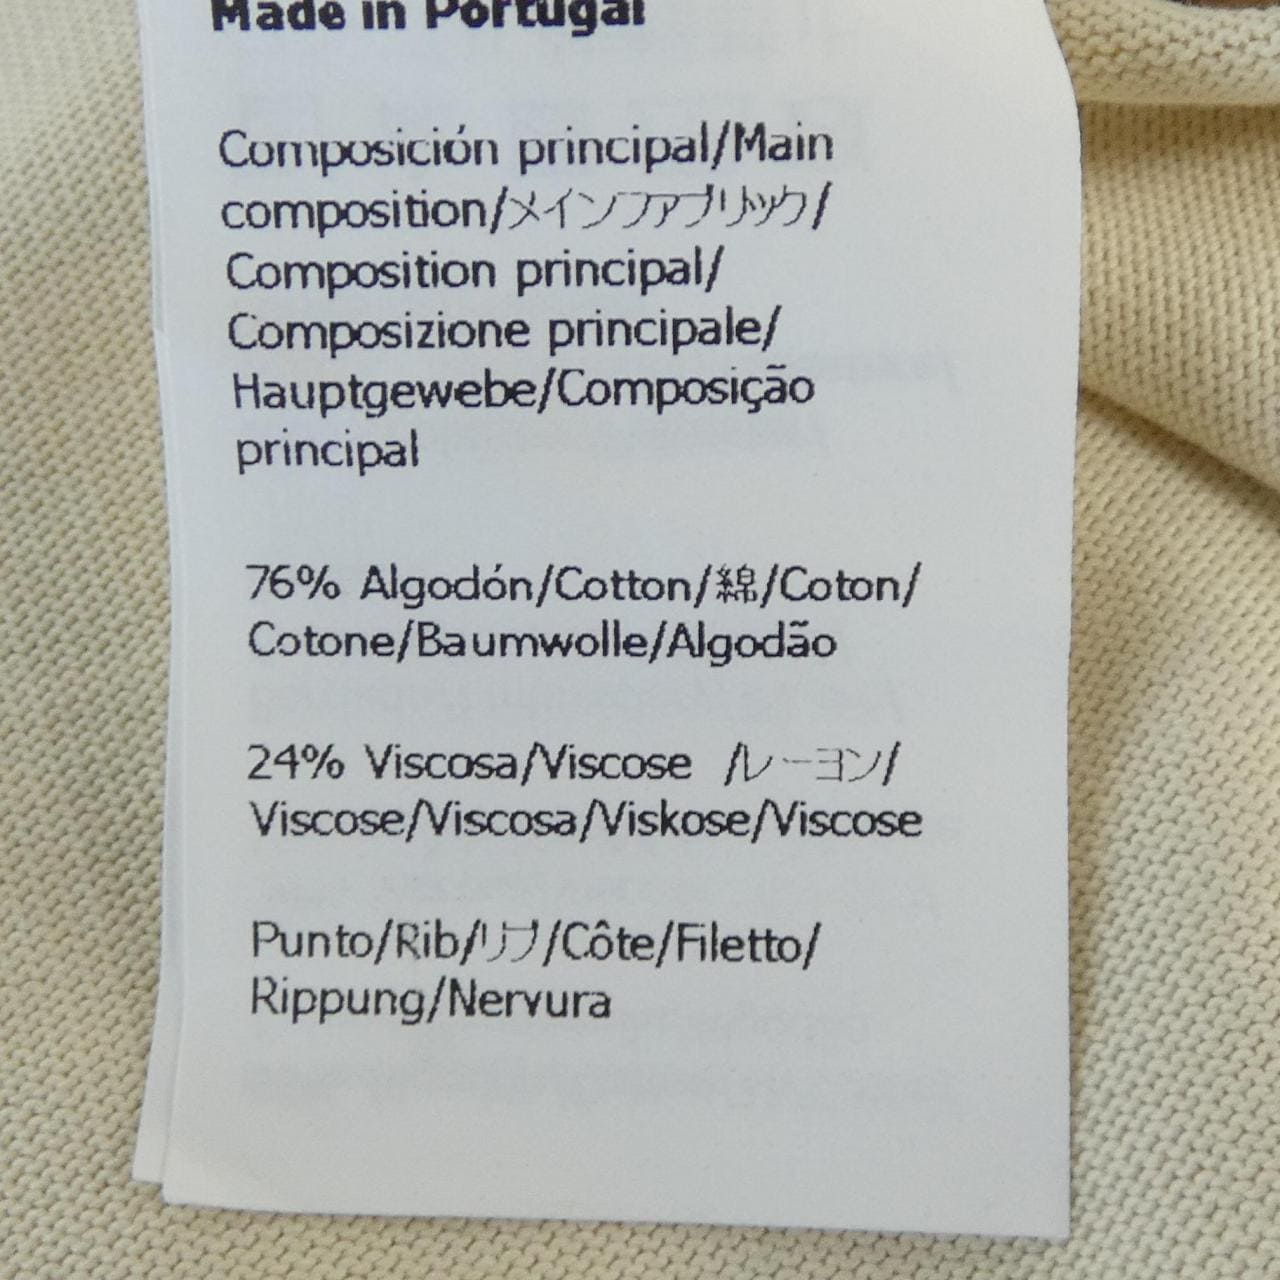 Made in Portugal
Composición principal/Main
composition/メインファブリック/
Composition principal/
Composizione principale/
Hauptgewebe/Composição
principal
76% Algodón/Cotton/綿/Coton/
Cotone/Baumwolle/Algodão
24% Viscosa/Viscose /レーヨン/
Viscose/Viscosa/Viskose/Viscose
Punto/Rib/リブ/Côte/Filetto/
Rippung/Nervura